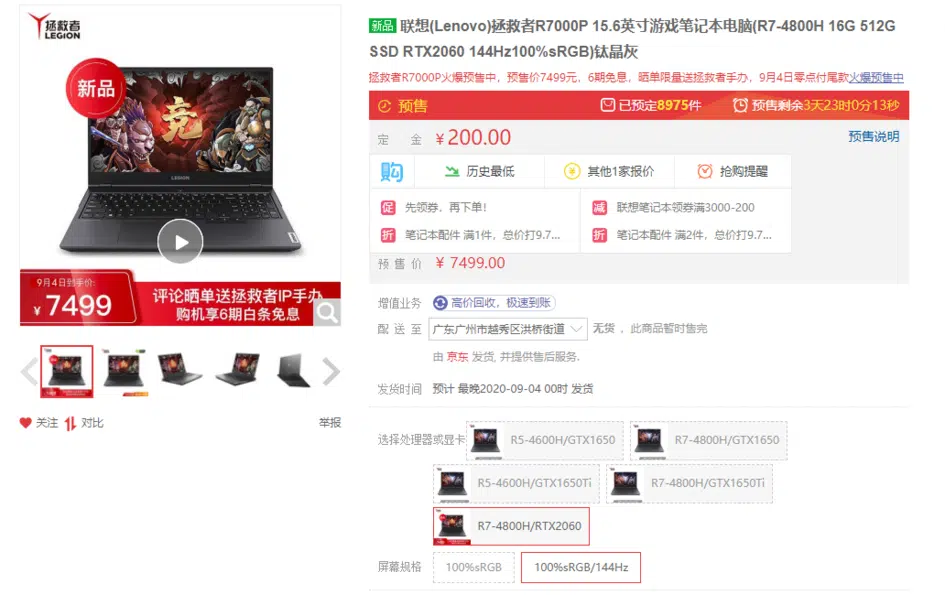 拯救者
LEGION
新品
竞
LEGION
9月4日到手价:
¥7499
评论晒单送拯救者IP手办
购机享6期白条免息
关注 对比 举报
新品 联想(Lenovo)拯救者R7000P 15.6英寸游戏笔记本电脑(R7-4800H 16G 512G
SSD RTX2060 144Hz100%sRGB)钛晶灰
拯救者R7000P火爆预售中，预售价7499元，6期免息，晒单限量送拯救者手办，9月4日零点付尾款火爆预售中
预售 已预定8975件 预售剩余3天23时0分13秒
定 金 ¥200.00 预售说明
购 历史最低 其他1家报价 抢购提醒
促 先领券，再下单! 减 联想笔记本领券满3000-200
折 笔记本配件 满1件，总价打9.7... 折 笔记本配件 满2件，总价打9.7...
预 售 价 ¥ 7499.00
增值业务 高价回收，极速到账
配 送 至 广东广州市越秀区洪桥街道 无货 ，此商品暂时售完
由 京东 发货, 并提供售后服务.
发货时间 预计 最晚2020-09-04 00时 发货
选择处理器或显卡 R5-4600H/GTX1650 R7-4800H/GTX1650
R5-4600H/GTX1650Ti R7-4800H/GTX1650Ti
R7-4800H/RTX2060
屏幕规格 100%sRGB 100%sRGB/144Hz